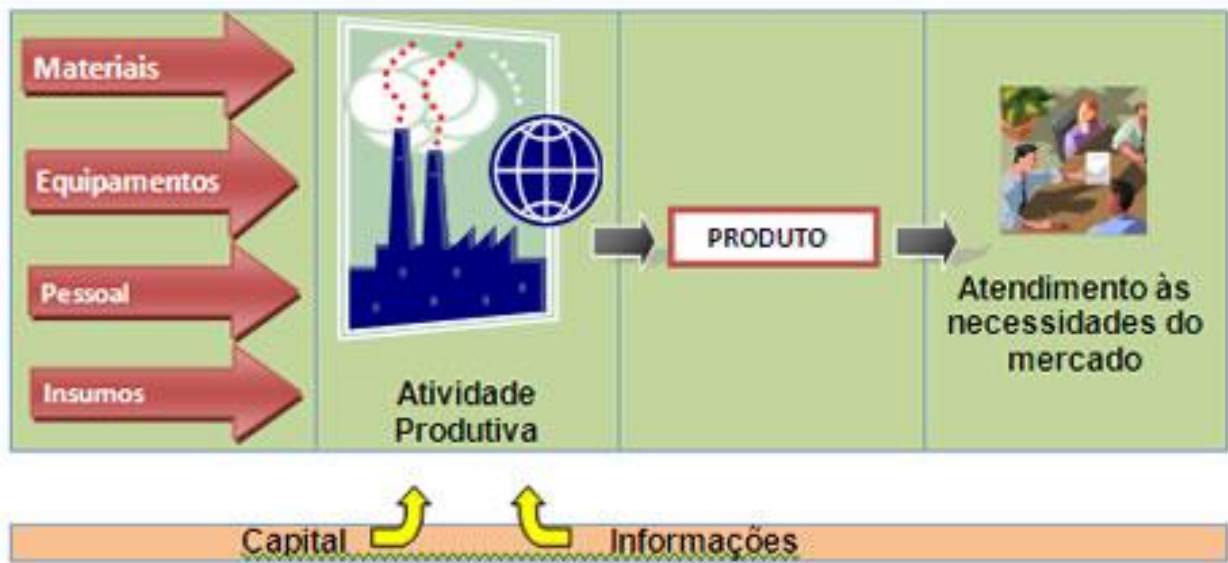 Materiais
Equipamentos
Pessoal
Insumos
Atividade
Produtiva
PRODUTO
Atendimento às
necessidades do
mercado
Capital
Informações